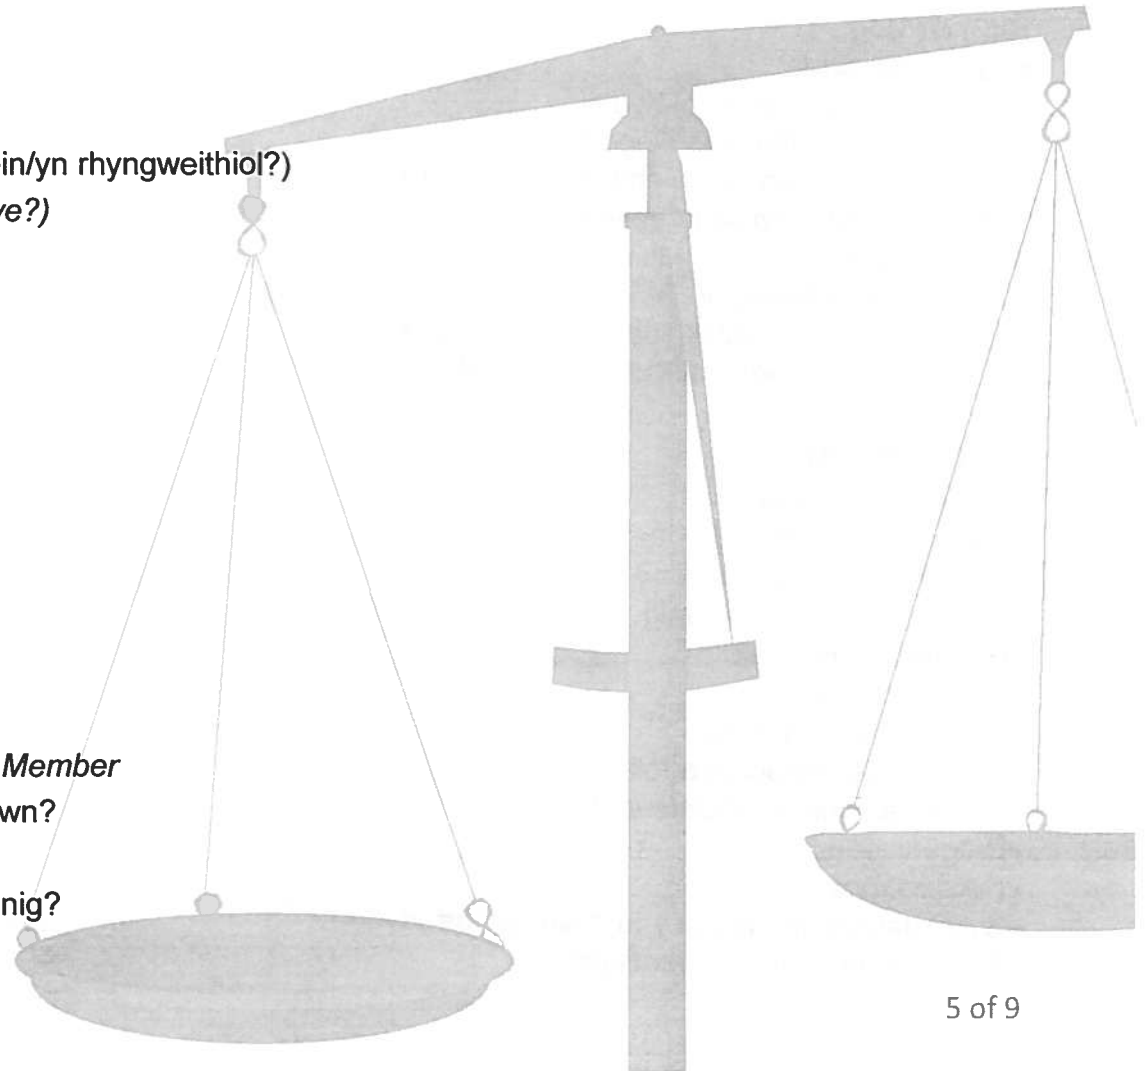 in/yn rhyngweithiol?)
ve?)
Member
wn?
nig?
5 of 9